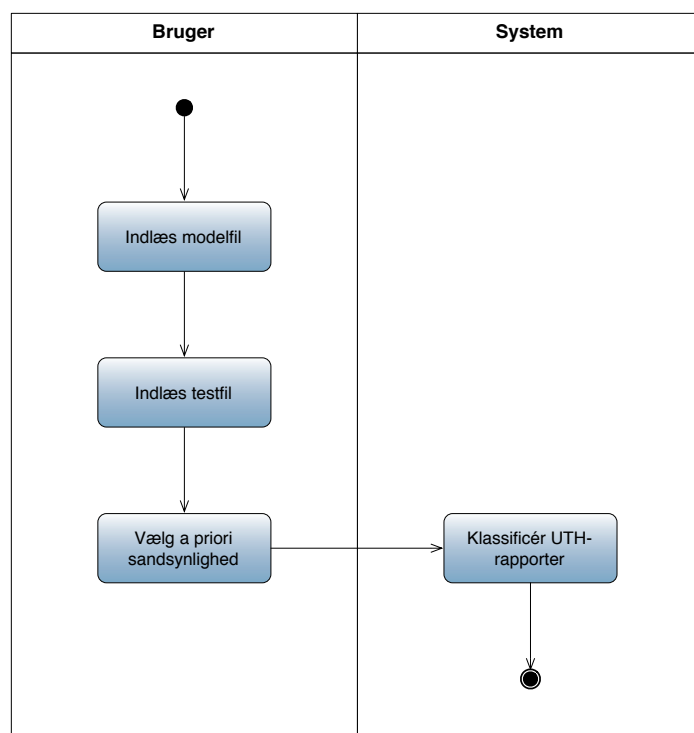 Bruger
System
Indlæs modelfil
Indlæs testfil
Vælg a priori
sandsynlighed
Klassificér UTH-
rapporter